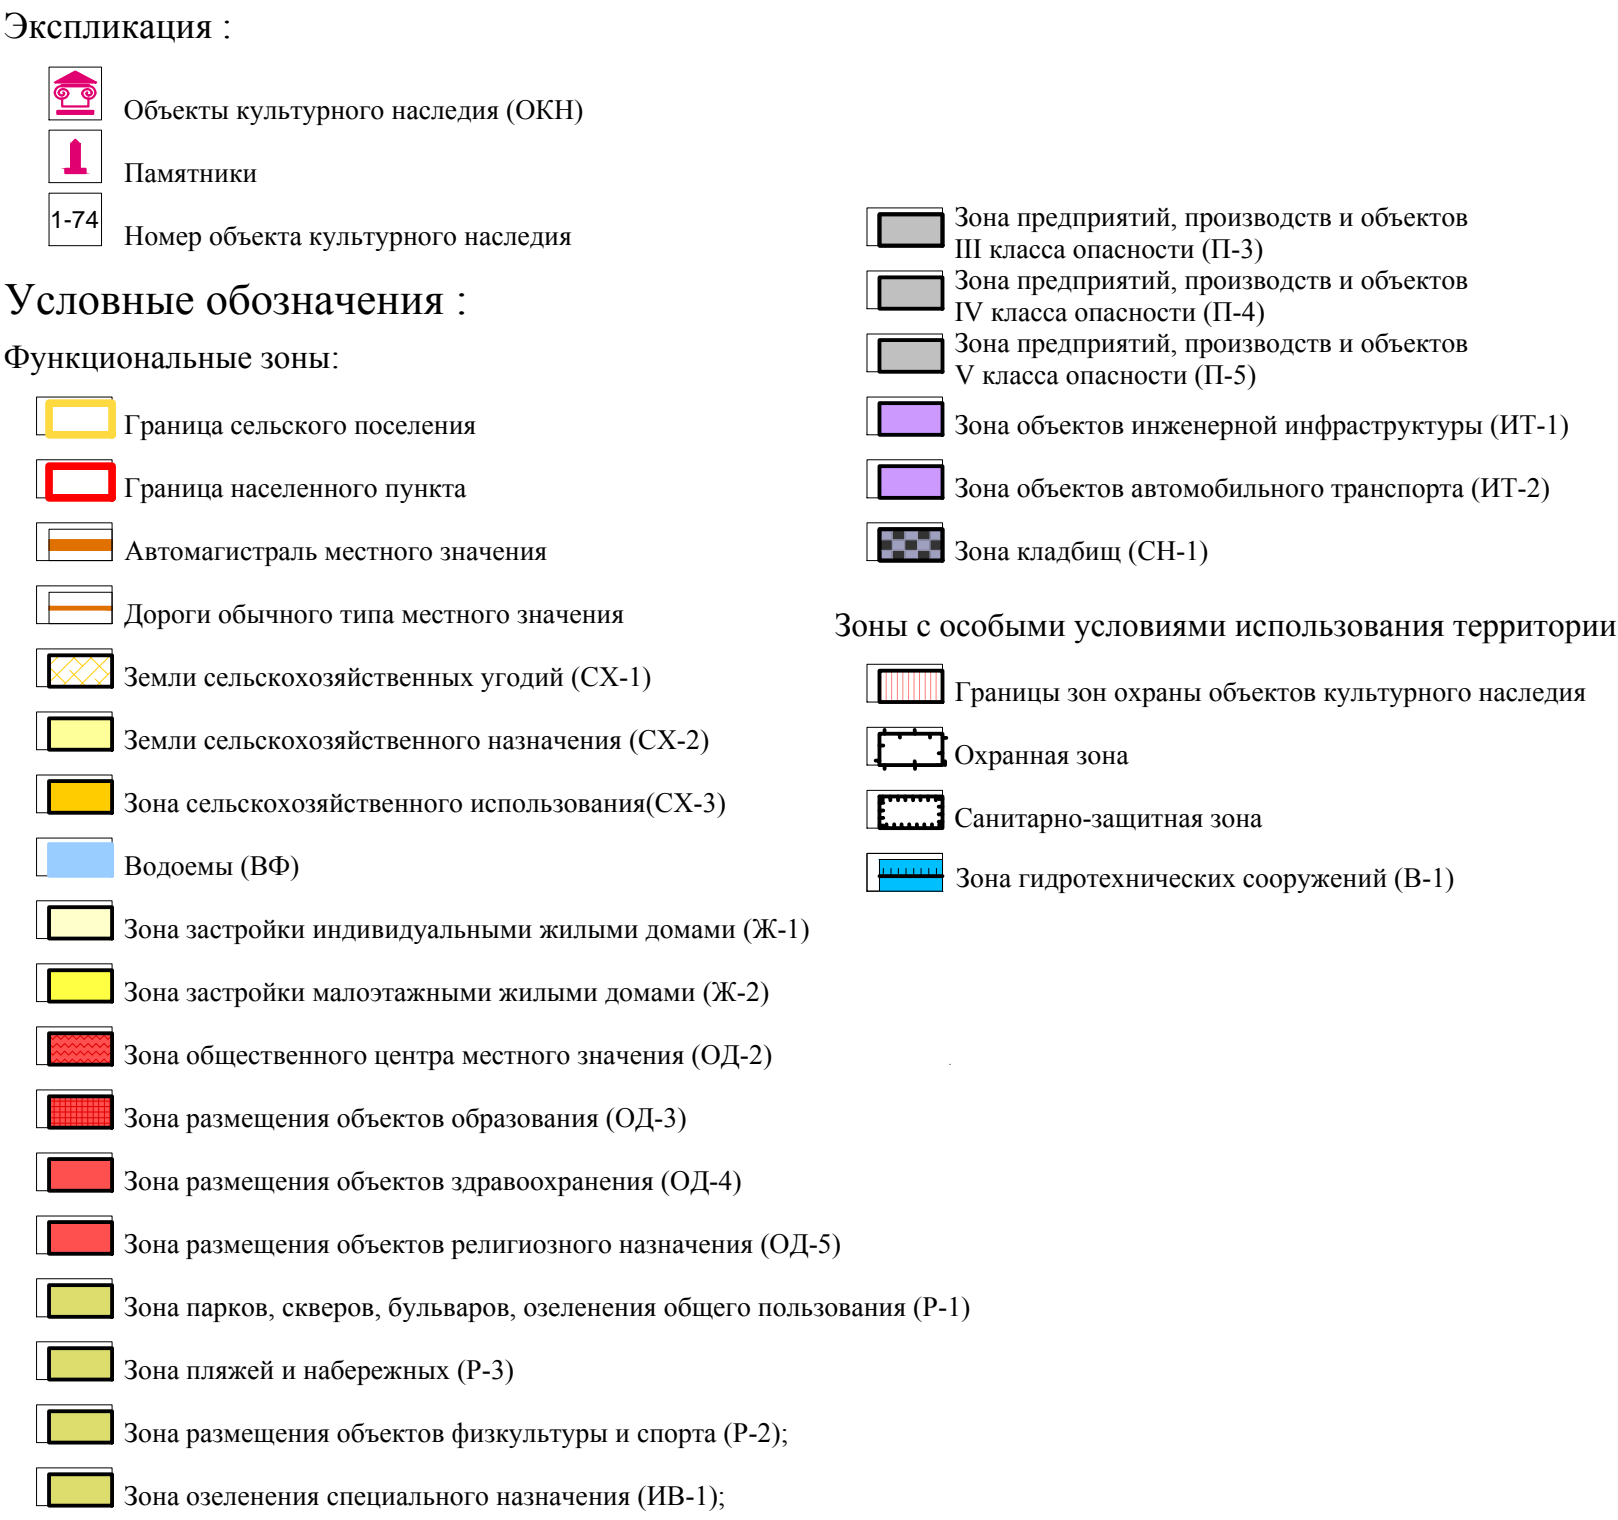 Экспликация :
Объекты культурного наследия (ОКН)
Памятники
1-74
Номер объекта культурного наследия
Условные обозначения :
Функциональные зоны:
Граница сельского поселения
Граница населенного пункта
Автомагистраль местного значения
Дороги обычного типа местного значения
Земли сельскохозяйственных угодий (СХ-1)
Земли сельскохозяйственного назначения (СХ-2)
Зона сельскохозяйственного использования(СХ-3)
Водоемы (ВФ)
Зона застройки индивидуальными жилыми домами (Ж-1)
Зона застройки малоэтажными жилыми домами (Ж-2)
Зона общественного центра местного значения (ОД-2)
Зона размещения объектов образования (ОД-3)
Зона размещения объектов здравоохранения (ОД-4)
Зона размещения объектов религиозного назначения (ОД-5)
Зона парков, скверов, бульваров, озеленения общего пользования (Р-1)
Зона пляжей и набережных (Р-3)
Зона размещения объектов физкультуры и спорта (Р-2);
Зона озеленения специального назначения (ИВ-1);
Зона предприятий, производств и объектов
III класса опасности (П-3)
Зона предприятий, производств и объектов
IV класса опасности (П-4)
Зона предприятий, производств и объектов
V класса опасности (П-5)
Зона объектов инженерной инфраструктуры (ИТ-1)
Зона объектов автомобильного транспорта (ИТ-2)
Зона кладбищ (СН-1)
Зоны с особыми условиями использования территории
Границы зон охраны объектов культурного наследия
Охранная зона
Санитарно-защитная зона
Зона гидротехнических сооружений (В-1)